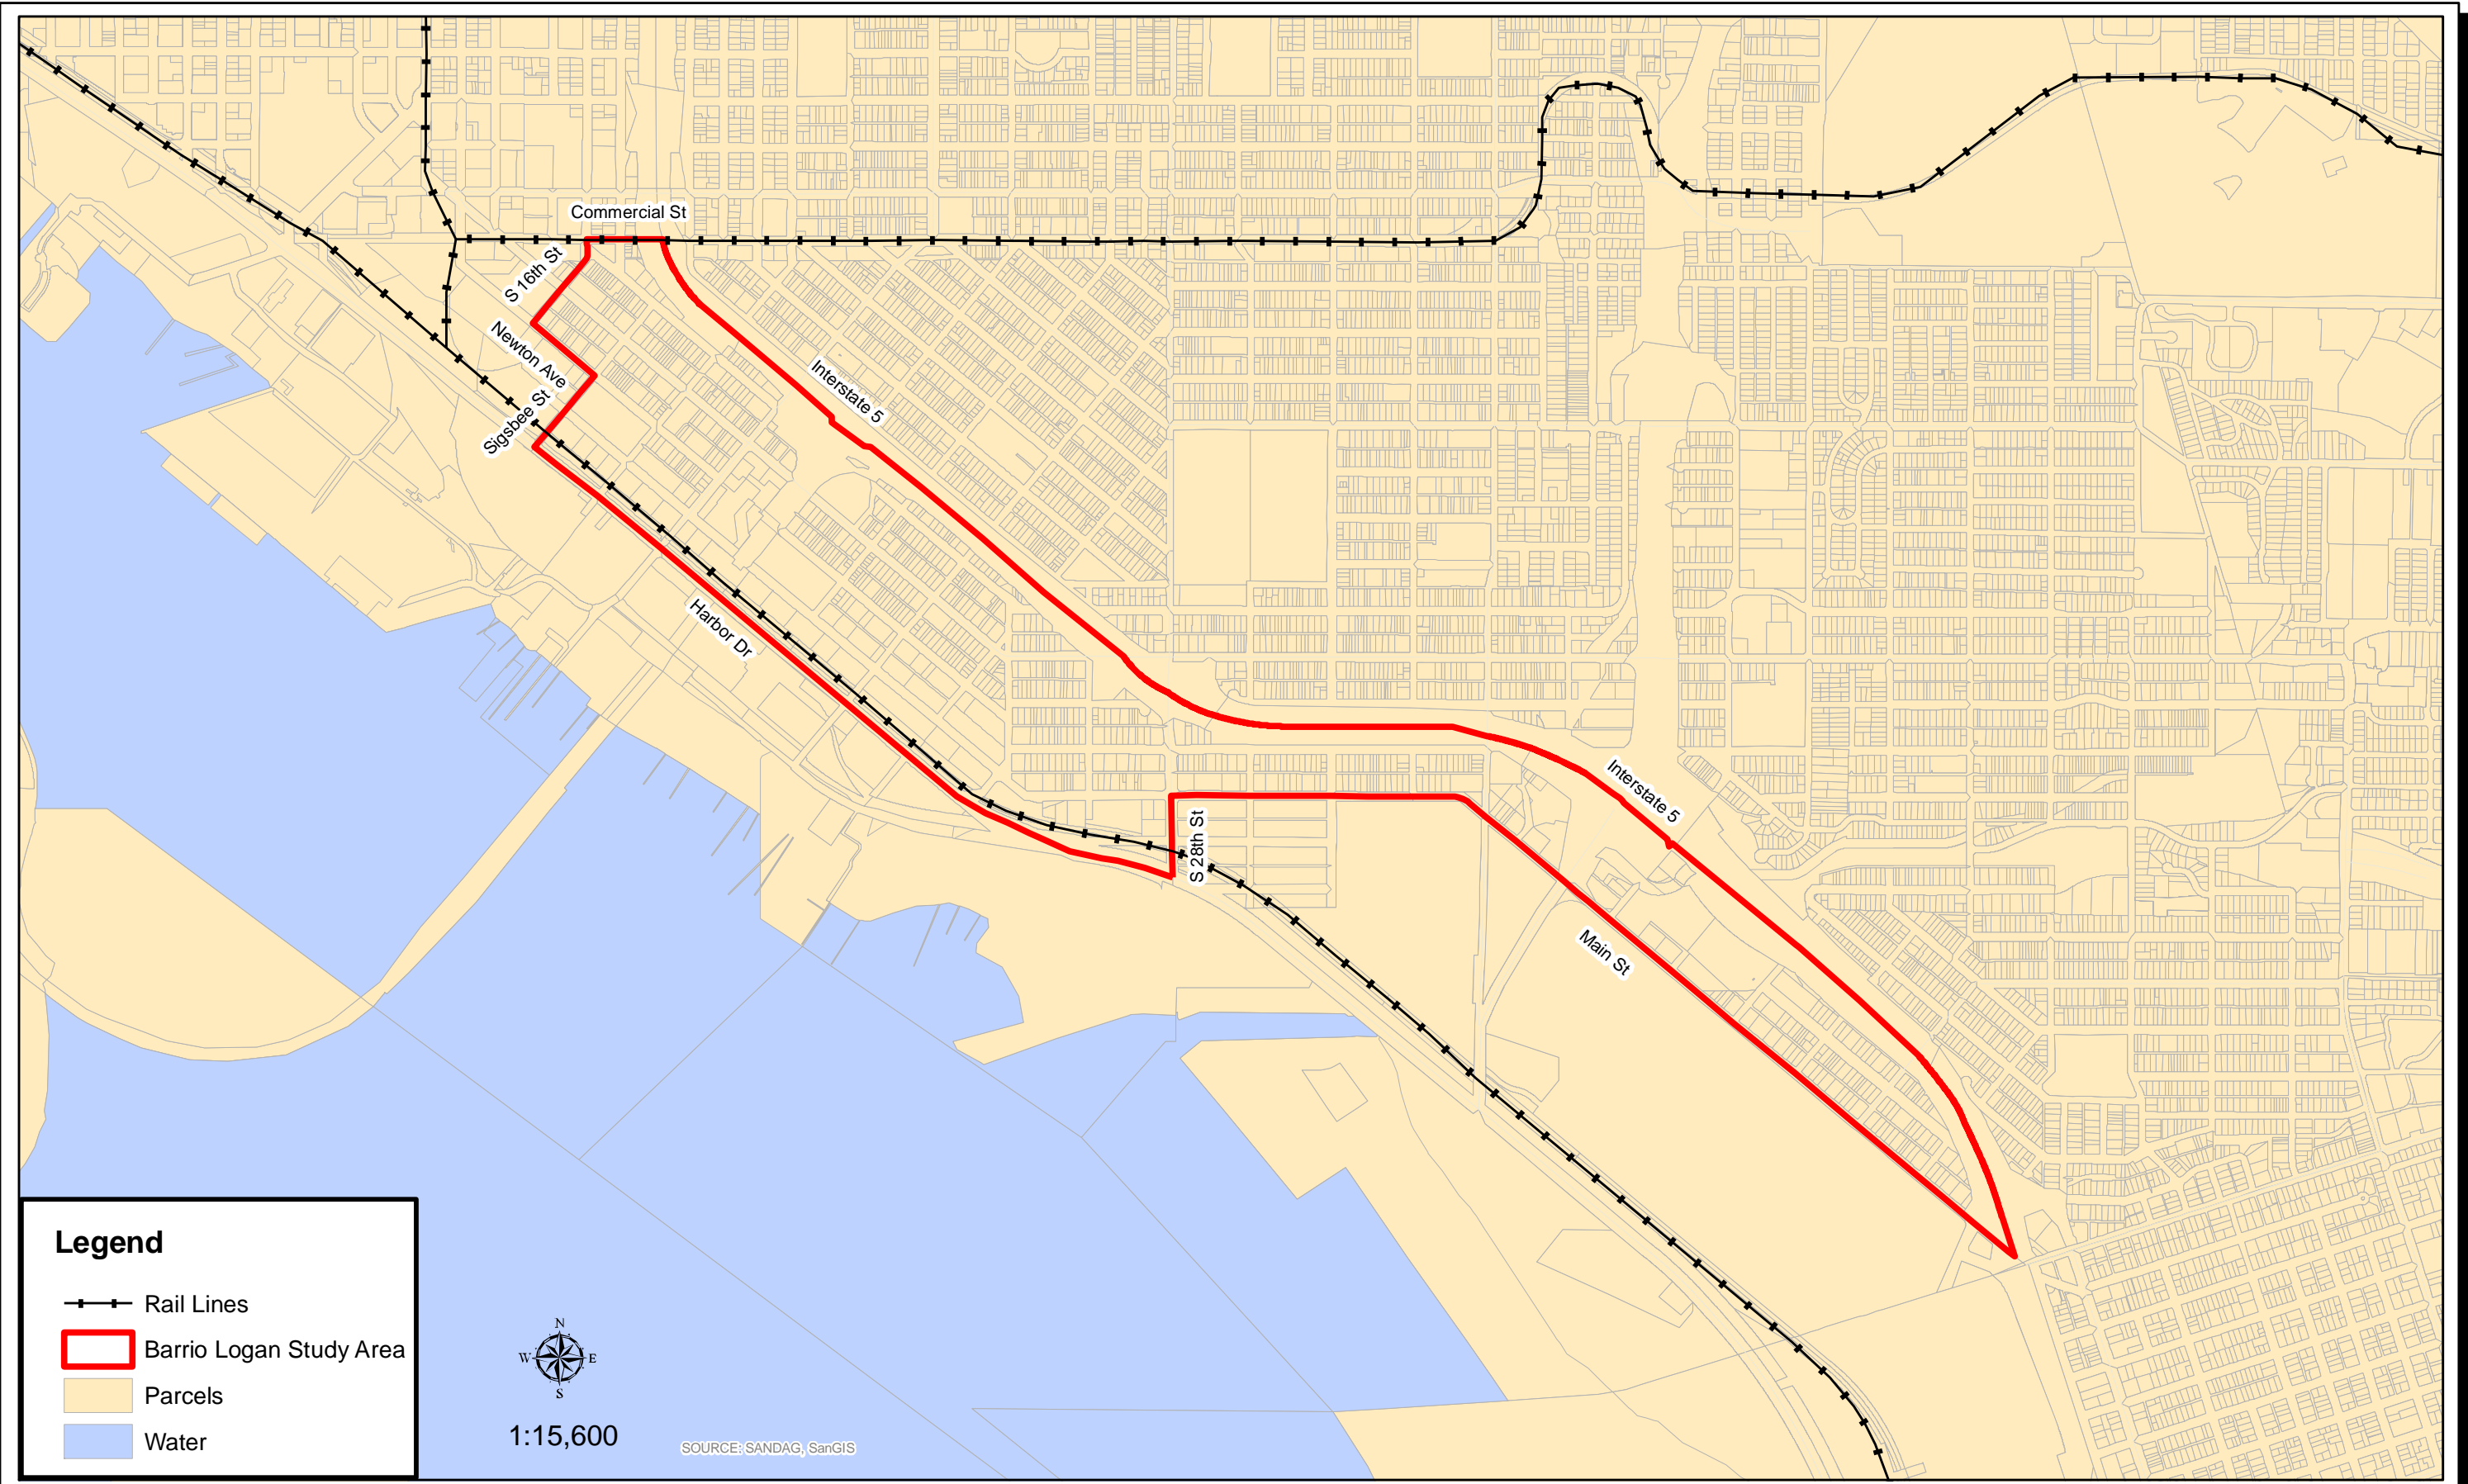 Commercial St
S 16th St
Newton Ave
Sigsbee St
Interstate 5
Harbor Dr
Interstate 5
S 28th St
Main St
Legend
Rail Lines
Barrio Logan Study Area
Parcels
Water
N
W E
S
1:15,600
SOURCE: SANDAG, SanGIS